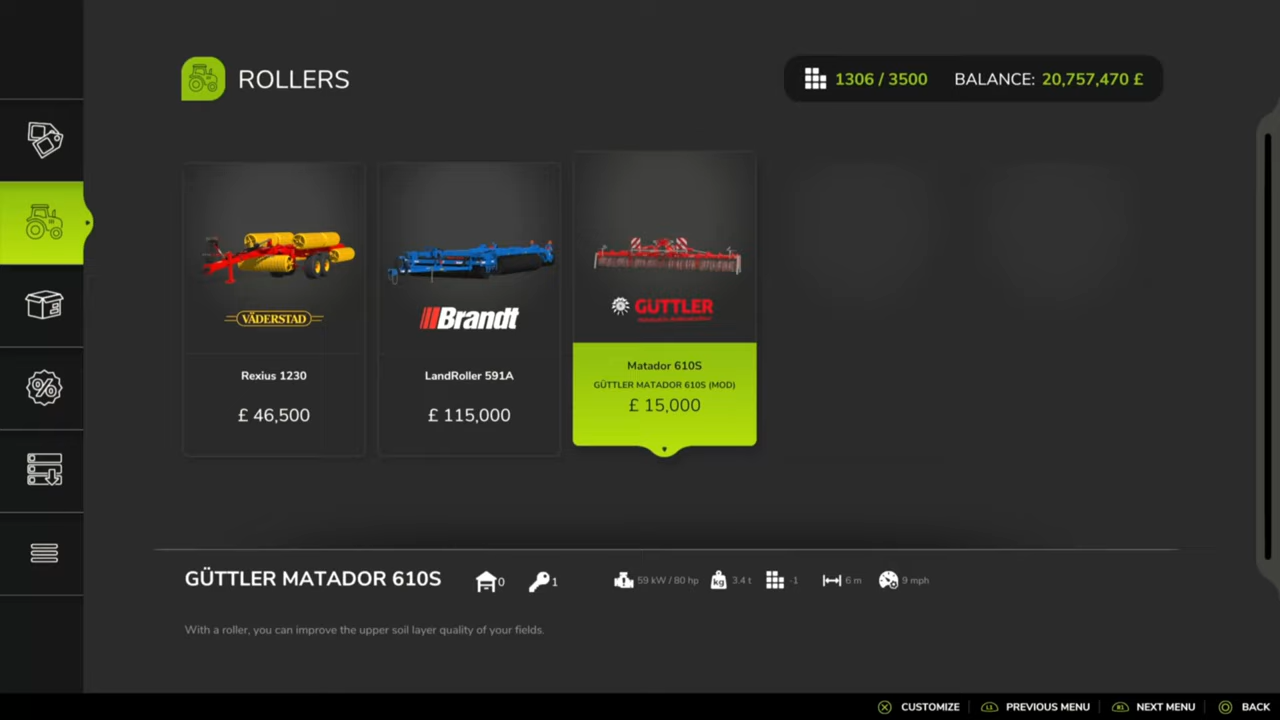 ROLLERS
1306 / 3500 BALANCE: 20,757,470 £
VÄDERSTAD
Brandt
GÜTTLER
Rexius 1230
£ 46,500
LandRoller 591A
£ 115,000
Matador 610S
GÜTTLER MATADOR 610S (MOD)
£ 15,000
GÜTTLER MATADOR 610S
0
1
59 kW / 80 hp
kg
3.4 t
-1
6 m
9 mph
With a roller, you can improve the upper soil layer quality of your fields.
CUSTOMIZE
L1 PREVIOUS MENU
R1 NEXT MENU
BACK